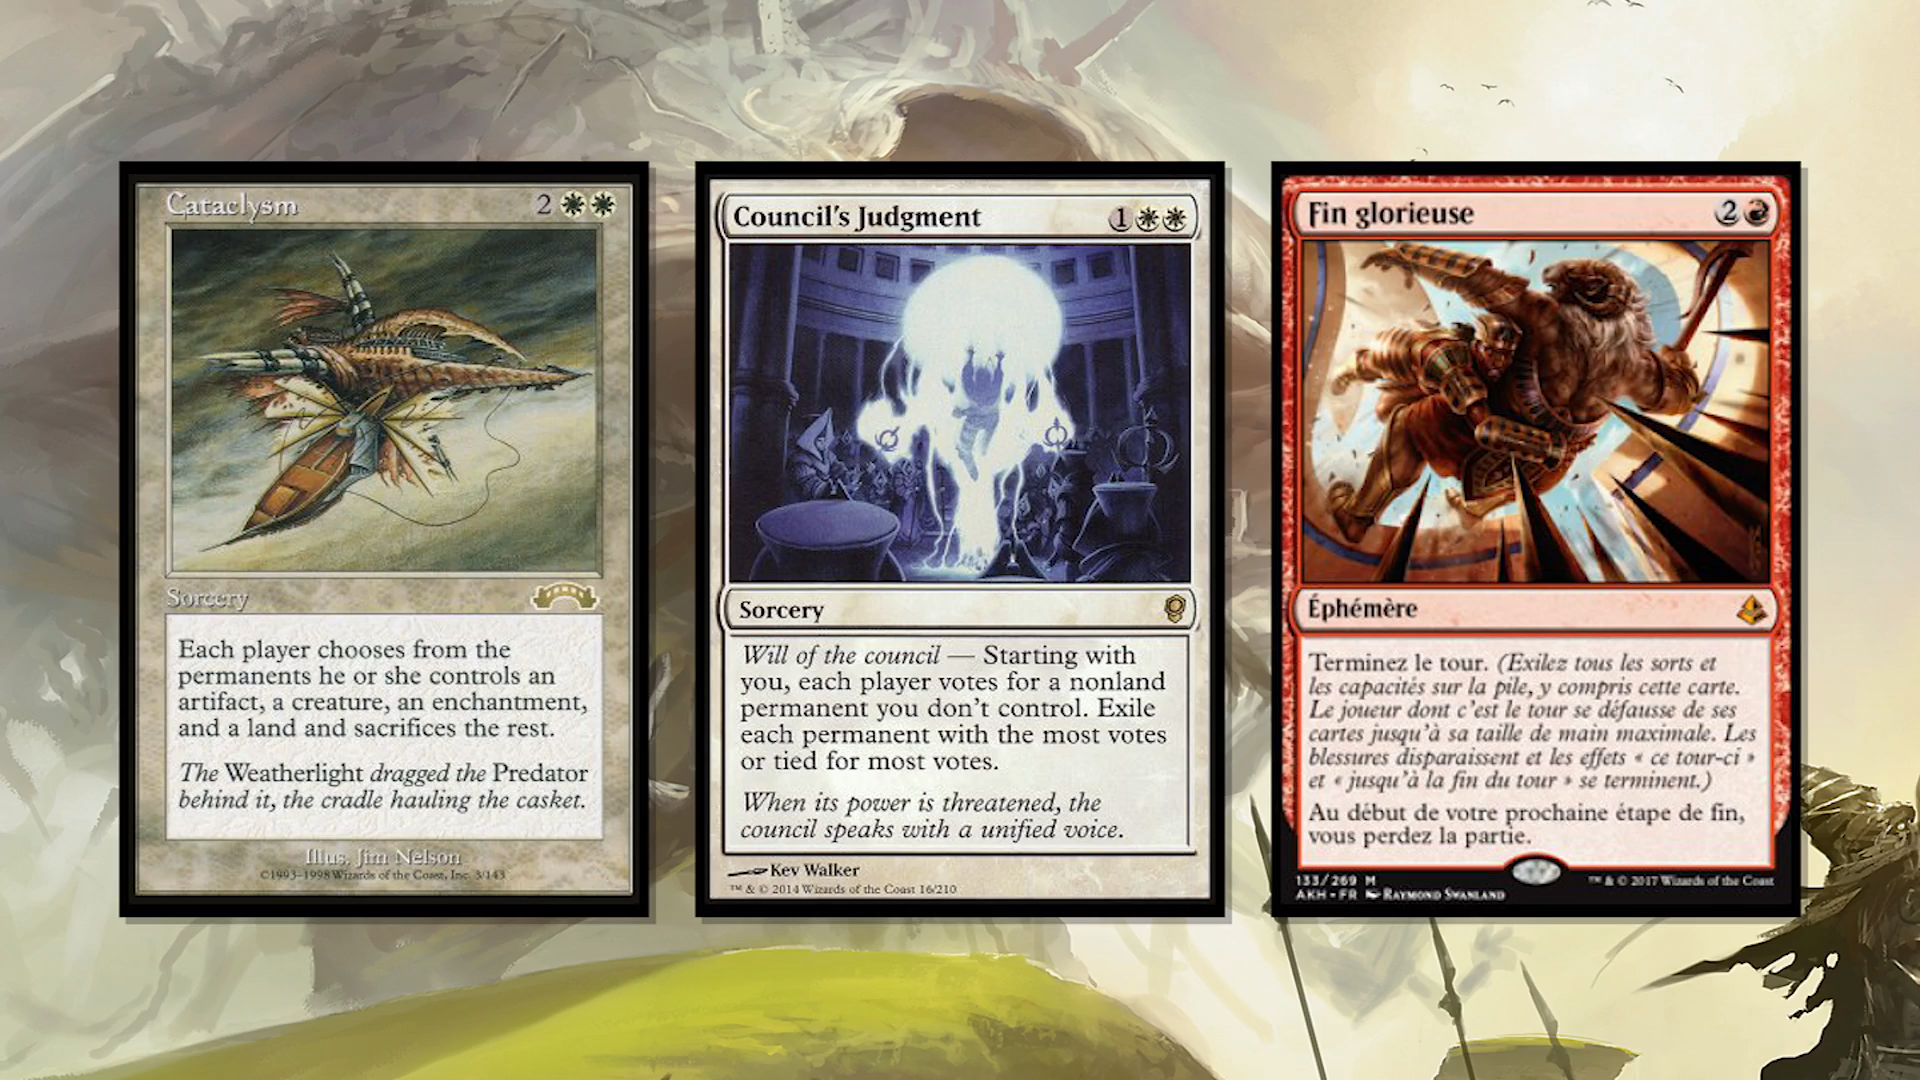 Cataclysm
2
Sorcery
Each player chooses from the
permanents he or she controls an
artifact, a creature, an enchantment,
and a land and sacrifices the rest.
The Weatherlight dragged the Predator
behind it, the cradle hauling the casket.
Illus. Jim Nelson
©1993-1998 Wizards of the Coast, Inc. 3/143
Council's Judgment
1
Sorcery
Will of the council — Starting with
you, each player votes for a nonland
permanent you don't control. Exile
each permanent with the most votes
or tied for most votes.
When its power is threatened, the
council speaks with a unified voice.
Kev Walker
™ & © 2014 Wizards of the Coast 16/210
Fin glorieuse
2
Éphémère
Terminez le tour. (Exilez tous les sorts et
les capacités sur la pile, y compris cette carte.
Le joueur dont c'est le tour se défausse de ses
cartes jusqu'à sa taille de main maximale. Les
blessures disparaissent et les effets « ce tour-ci »
et « jusqu'à la fin du tour » se terminent.)
Au début de votre prochaine étape de fin,
vous perdez la partie.
133/269 M
AKH • FR Raymond Swanland
™ & © 2017 Wizards of the Coast